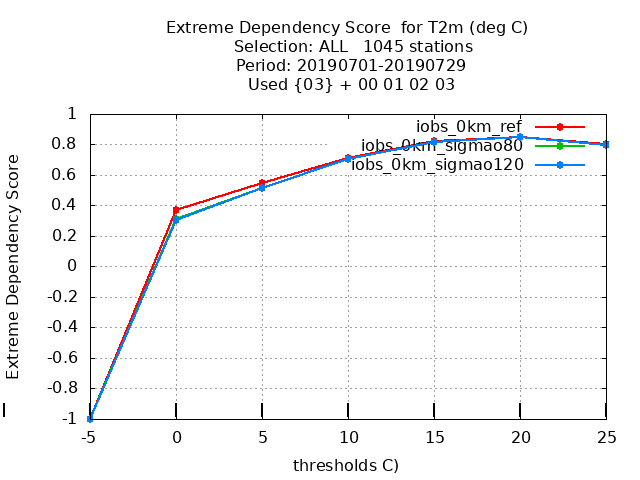 Extreme Dependency Score for T2m (deg C)
Selection: ALL 1045 stations
Period: 20190701-20190729
Used {03} + 00 01 02 03
iobs_0km_ref
iobs_0km_sigmao80
iobs_0km_sigmao120
Extreme Dependency Score
1
0.8
0.6
0.4
0.2
0
-0.2
-0.4
-0.6
-0.8
-1
-5
0
5
10
15
20
25
thresholds C)